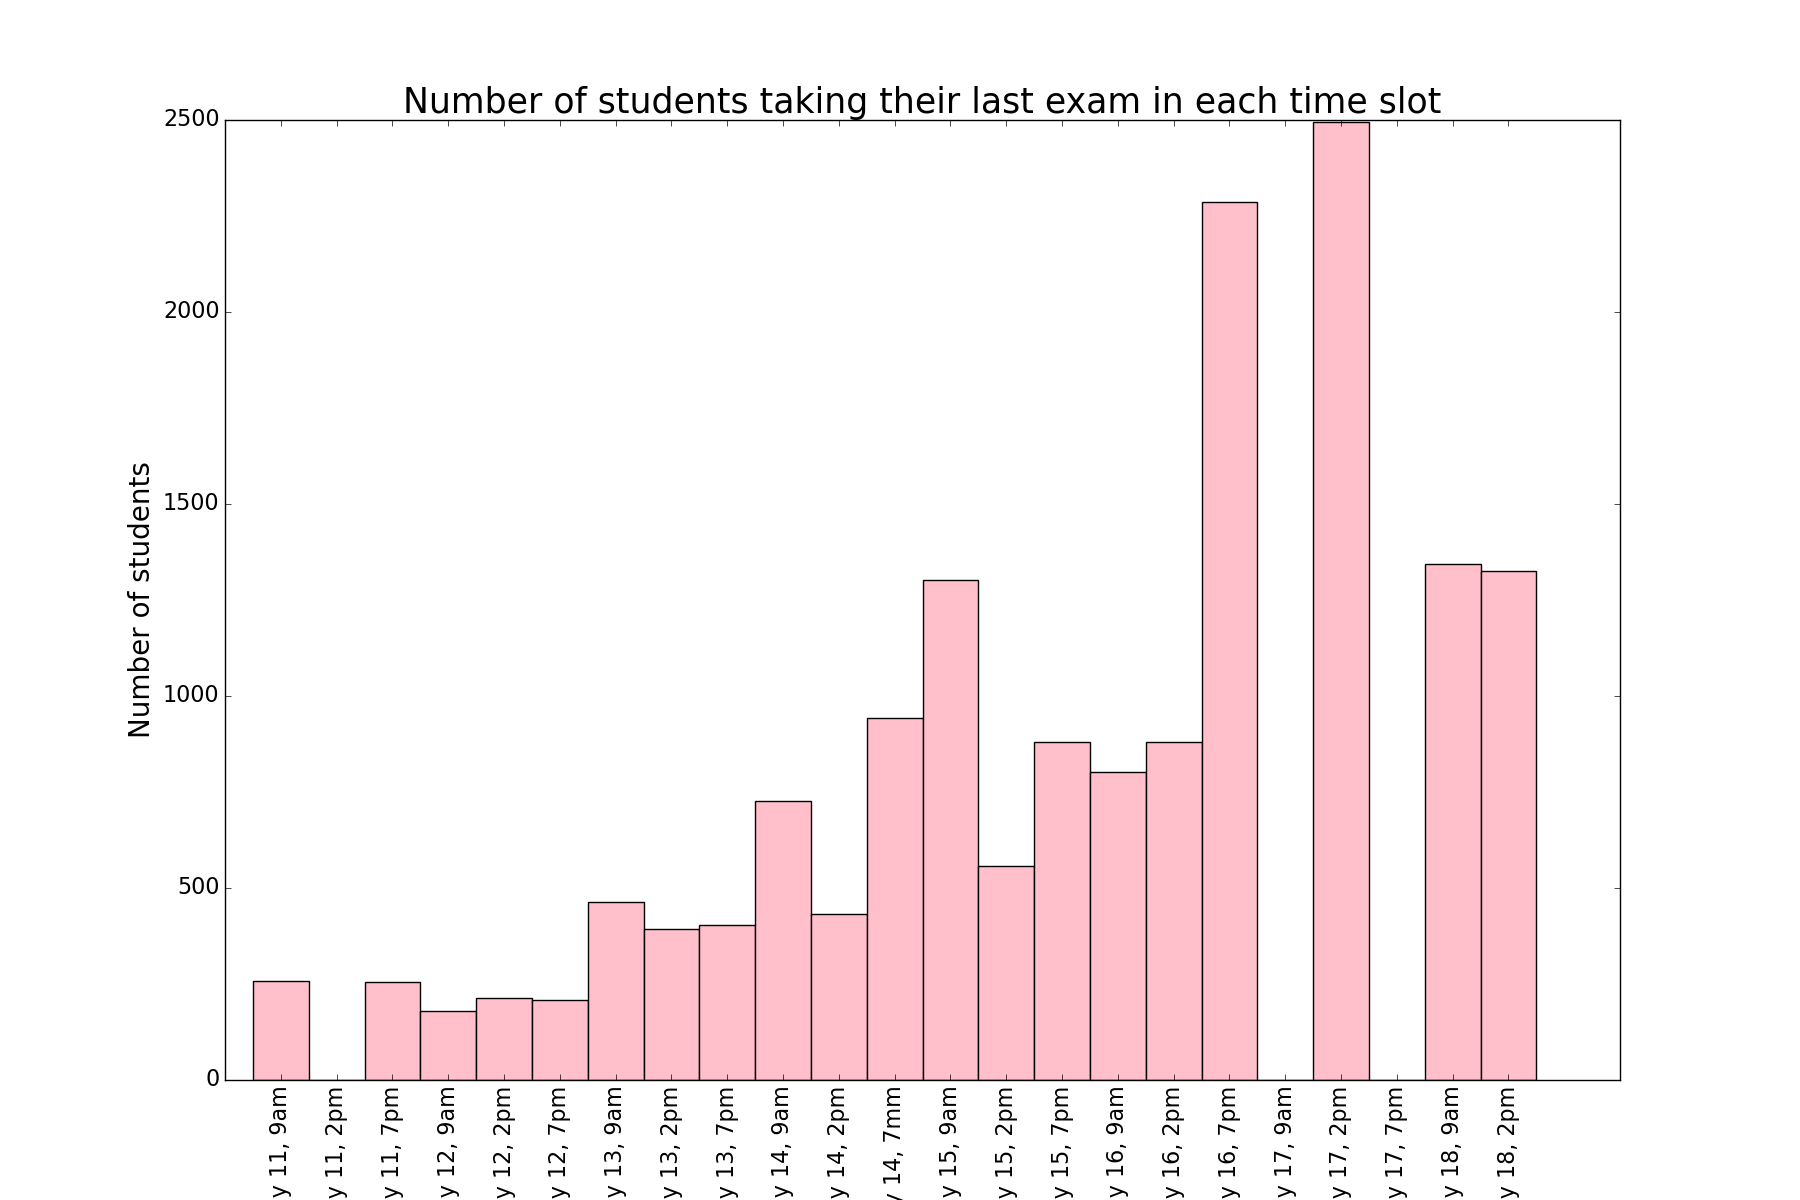 Number of students taking their last exam in each time slot
Number of students
2500
2000
1500
1000
500
0
y 11, 9am
y 11, 2pm
y 11, 7pm
y 12, 9am
y 12, 2pm
y 12, 7pm
y 13, 9am
y 13, 2pm
y 13, 7pm
y 14, 9am
y 14, 2pm
y 14, 7mm
y 15, 9am
y 15, 2pm
y 15, 7pm
y 16, 9am
y 16, 2pm
y 16, 7pm
y 17, 9am
y 17, 2pm
y 17, 7pm
y 18, 9am
y 18, 2pm